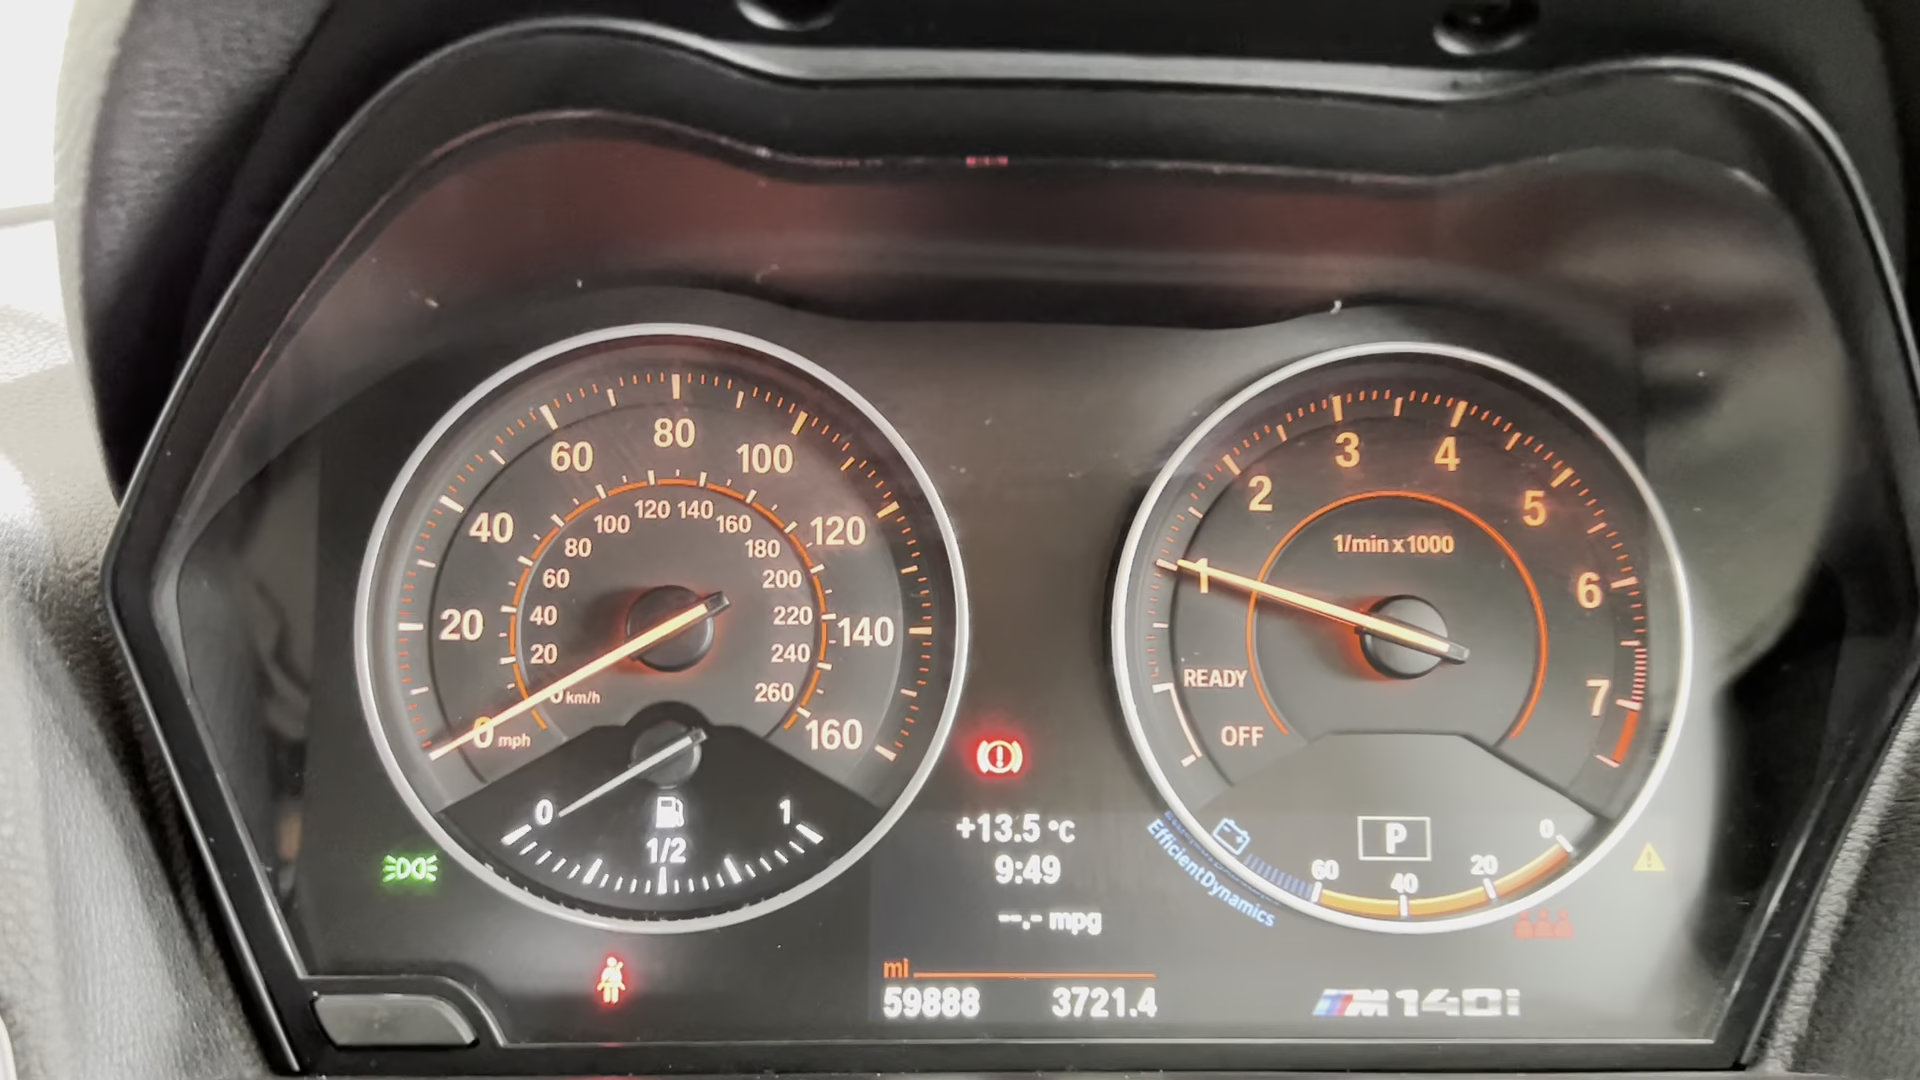 80
60 100
40 120
20 140
0 mph 160
120 140
100 160
80 180
60 200
40 220
20 240
0 km/h 260
0 1/2 1
3 4
2 5
1 6
7
1/min x 1000
READY
OFF
+13.5 °C
9:49
--.- mpg
P
60 40 20 0
EfficientDynamics
mi
59888 3721.4
M140i